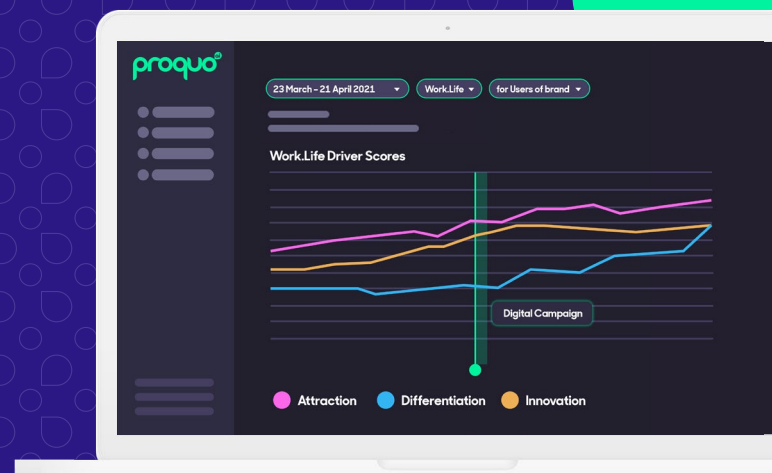 proquo AI
23 March - 21 April 2021
Work.Life
for Users of brand
Work.Life Driver Scores
Digital Campaign
Attraction
Differentiation
Innovation